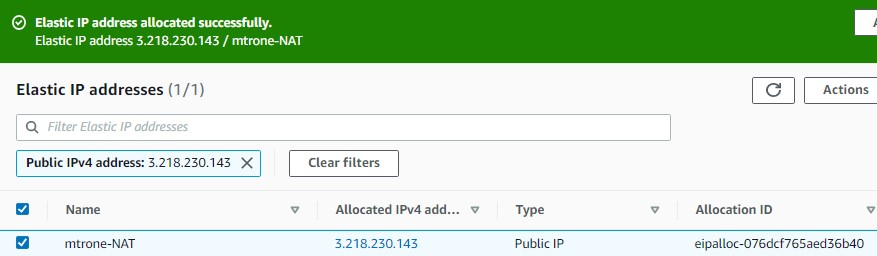 Elastic IP address allocated successfully.
Elastic IP address 3.218.230.143 / mtrone-NAT
Elastic IP addresses (1/1)
Actions
Filter Elastic IP addresses
Public IPv4 address: 3.218.230.143
Clear filters
Name Allocated IPv4 add... Type Allocation ID
mtrone-NAT 3.218.230.143 Public IP eipalloc-076dcf765aed36b40